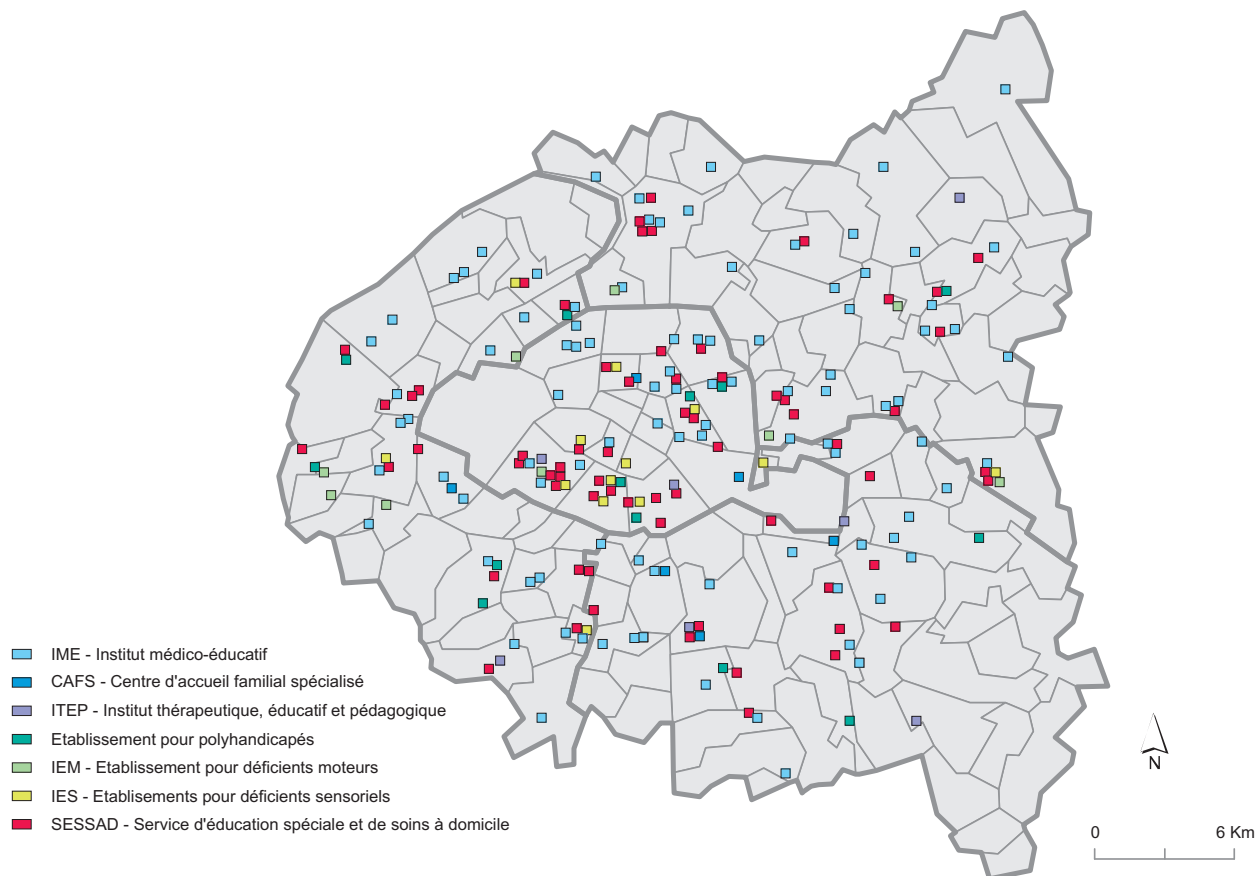 IME - Institut médico-éducatif
CAFS - Centre d'accueil familial spécialisé
ITEP - Institut thérapeutique, éducatif et pédagogique
Etablissement pour polyhandicapés
IEM - Etablissement pour déficients moteurs
IES - Etablisements pour déficients sensoriels
SESSAD - Service d'éducation spéciale et de soins à domicile
N
0 6 Km